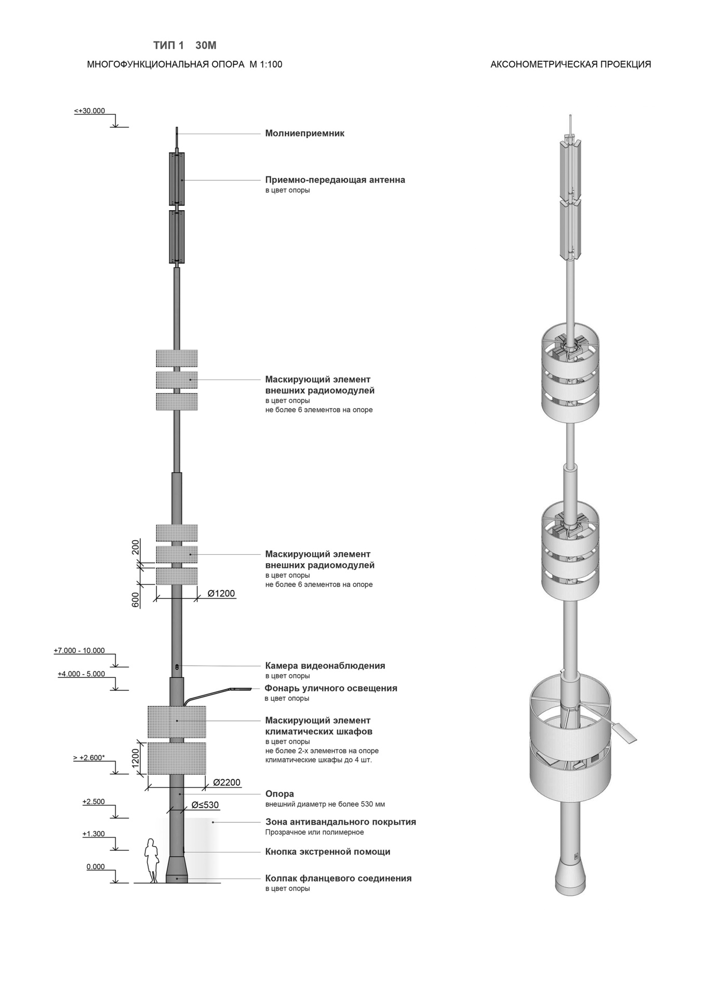 ТИП 1 30М
МНОГОФУНКЦИОНАЛЬНАЯ ОПОРА М 1:100
АКСОНОМЕТРИЧЕСКАЯ ПРОЕКЦИЯ
<+30.000
Молниеприемник
Приемно-передающая антенна
в цвет опоры
Маскирующий элемент
внешних радиомодулей
в цвет опоры
не более 6 элементов на опоре
200
600
Ø1200
Маскирующий элемент
внешних радиомодулей
в цвет опоры
не более 6 элементов на опоре
+7.000 - 10.000
Камера видеонаблюдения
в цвет опоры
+4.000 - 5.000
Фонарь уличного освещения
в цвет опоры
Маскирующий элемент
климатических шкафов
в цвет опоры
не более 2-х элементов на опоре
климатические шкафы до 4 шт.
1200
> +2.600*
Ø2200
Опора
внешний диаметр не более 530 мм
+2.500
Ø≤530
Зона антивандального покрытия
Прозрачное или полимерное
+1.300
Кнопка экстренной помощи
0.000
Колпак фланцевого соединения
в цвет опоры